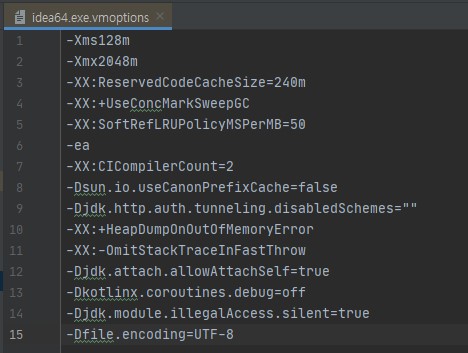 idea64.exe.vmoptions
1 -Xms128m
2 -Xmx2048m
3 -XX:ReservedCodeCacheSize=240m
4 -XX:+UseConcMarkSweepGC
5 -XX:SoftRefLRUPolicyMSPerMB=50
6 -ea
7 -XX:CICompilerCount=2
8 -Dsun.io.useCanonPrefixCache=false
9 -Djdk.http.auth.tunneling.disabledSchemes=""
10 -XX:+HeapDumpOnOutOfMemoryError
11 -XX:-OmitStackTraceInFastThrow
12 -Djdk.attach.allowAttachSelf=true
13 -Dkotlinx.coroutines.debug=off
14 -Djdk.module.illegalAccess.silent=true
15 -Dfile.encoding=UTF-8